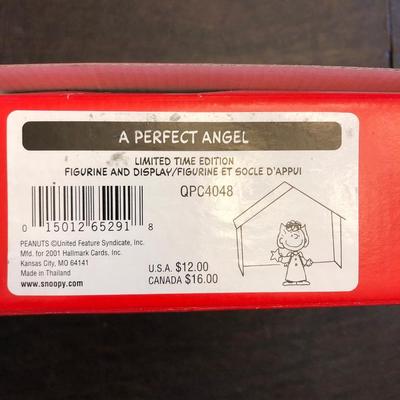 A PERFECT ANGEL
LIMITED TIME EDITION
FIGURINE AND DISPLAY/FIGURINE ET SOCLE D'APPUI
QPC4048
0 15012 65291 8
PEANUTS ©United Feature Syndicate, Inc.
Mfd. for 2001 Hallmark Cards, Inc.
Kansas City, MO 64141
Made in Thailand
www.snoopy.com
U.S.A. $12.00
CANADA $16.00